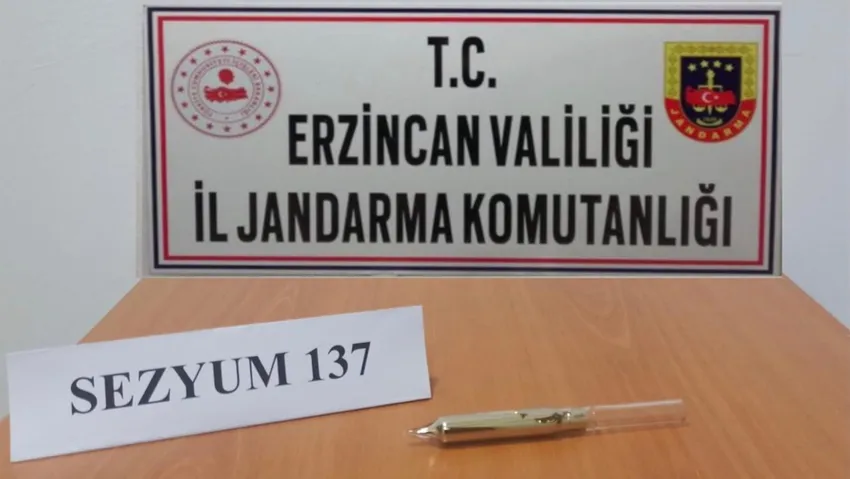 T.C.
ERZİNCAN VALİLİĞİ
İL JANDARMA KOMUTANLIĞI
JANDARMA
SEZYUM 137